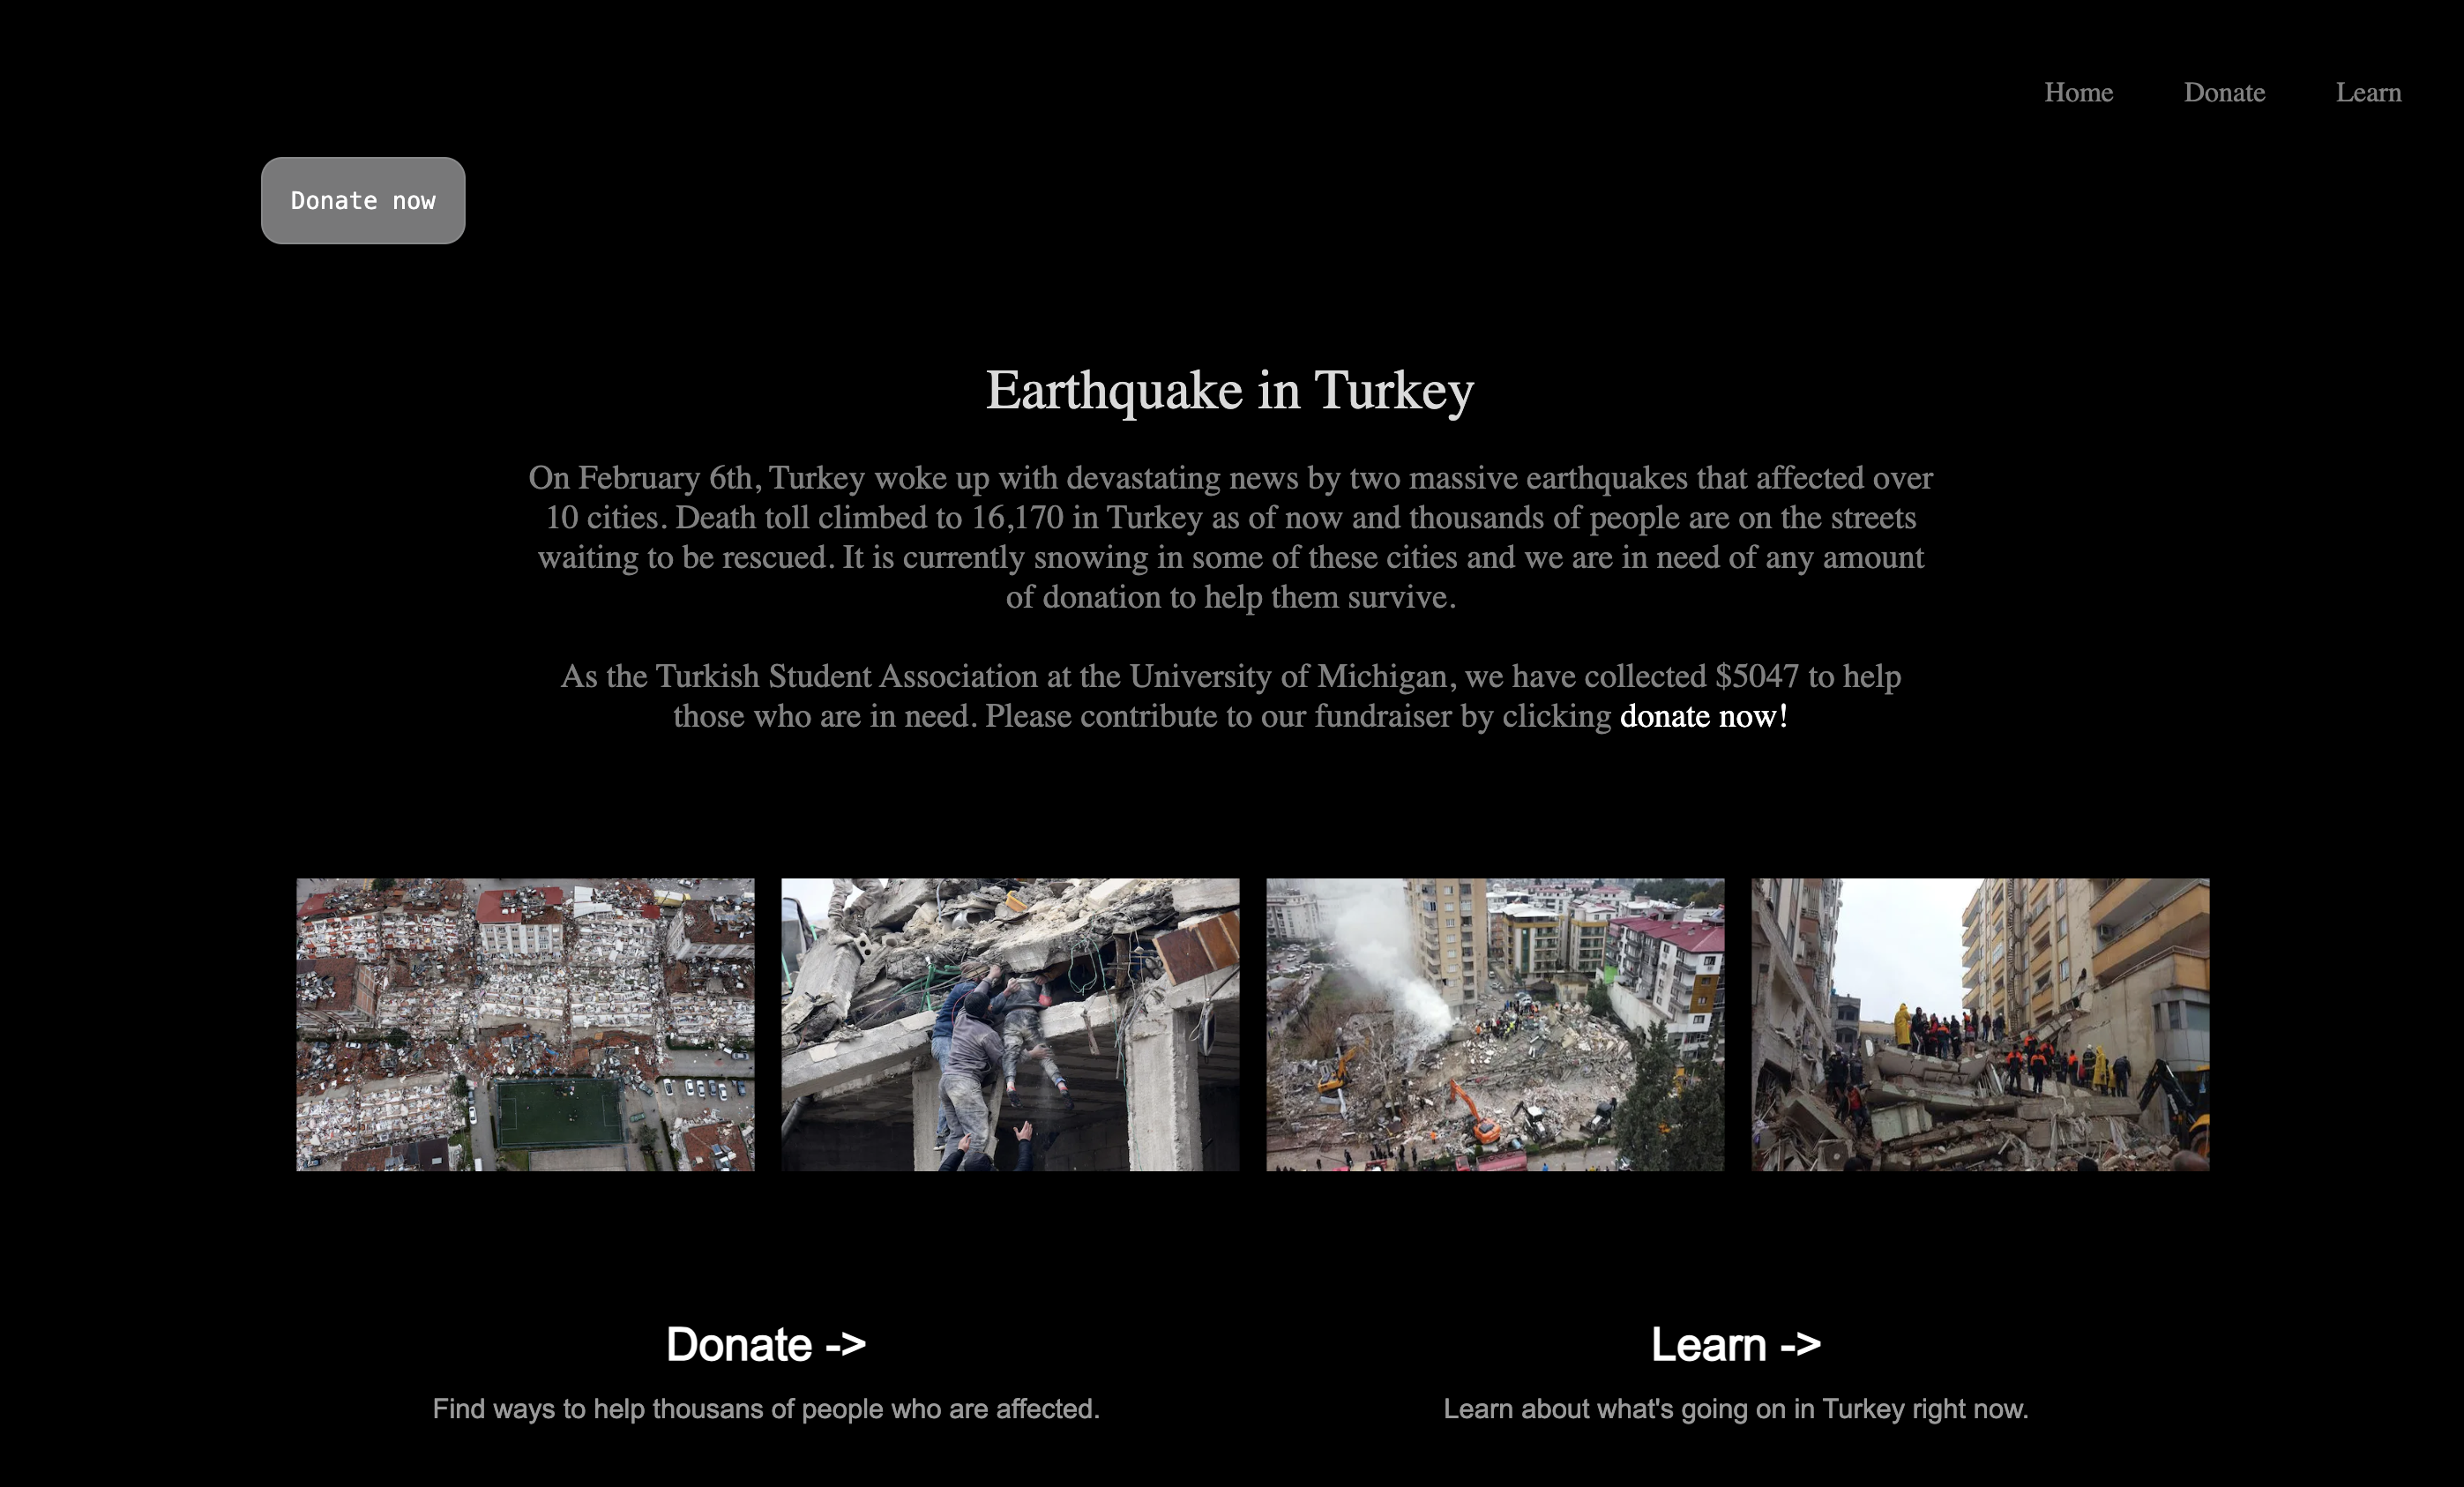 Home Donate Learn
Donate now
Earthquake in Turkey
On February 6th, Turkey woke up with devastating news by two massive earthquakes that affected over
10 cities. Death toll climbed to 16,170 in Turkey as of now and thousands of people are on the streets
waiting to be rescued. It is currently snowing in some of these cities and we are in need of any amount
of donation to help them survive.
As the Turkish Student Association at the University of Michigan, we have collected $5047 to help
those who are in need. Please contribute to our fundraiser by clicking donate now!
Donate ->
Find ways to help thousans of people who are affected.
Learn ->
Learn about what's going on in Turkey right now.